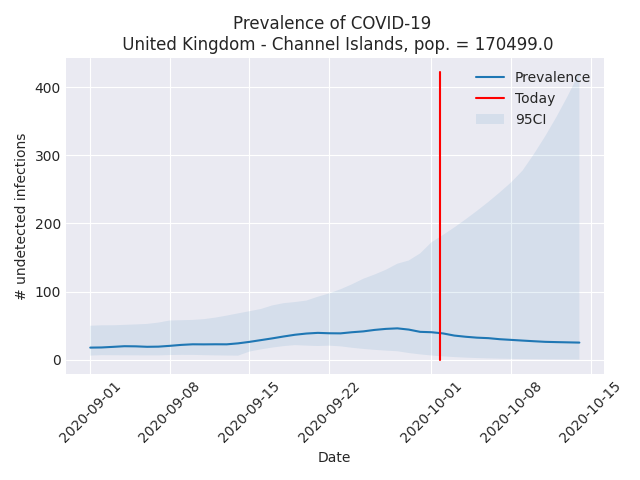 Prevalence of COVID-19
United Kingdom - Channel Islands, pop. = 170499.0
Prevalence
Today
95CI
# undetected infections
400
300
200
100
0
2020-09-01
2020-09-08
2020-09-15
2020-09-22
2020-10-01
2020-10-08
2020-10-15
Date